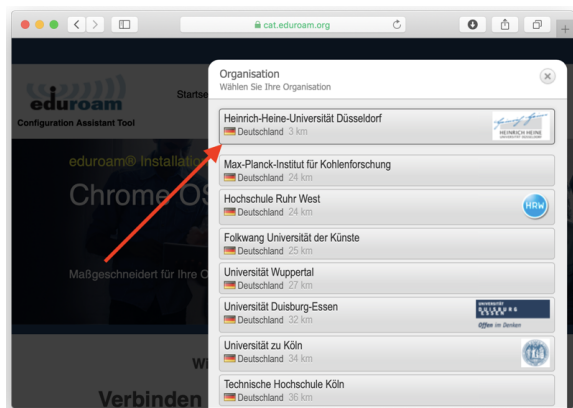 cat.eduroam.org
Organisation
Wählen Sie Ihre Organisation
eduroam
Startse
Configuration Assistant Tool
Heinrich-Heine-Universität Düsseldorf
Deutschland 3 km
HEINRICH HEINE
Max-Planck-Institut für Kohlenforschung
Deutschland 24 km
eduroam® Installation
Chrome OS
Hochschule Ruhr West
Deutschland 24 km
HRW
Folkwang Universität der Künste
Deutschland 25 km
Maßgeschneidert für Ihre O
Universität Wuppertal
Deutschland 27 km
Universität Duisburg-Essen
Deutschland 32 km
UNIVERSITÄT
DUISBURG
ESSEN
Offen im Denken
Universität zu Köln
Deutschland 34 km
Wi
Technische Hochschule Köln
Deutschland 36 km
Verbinden